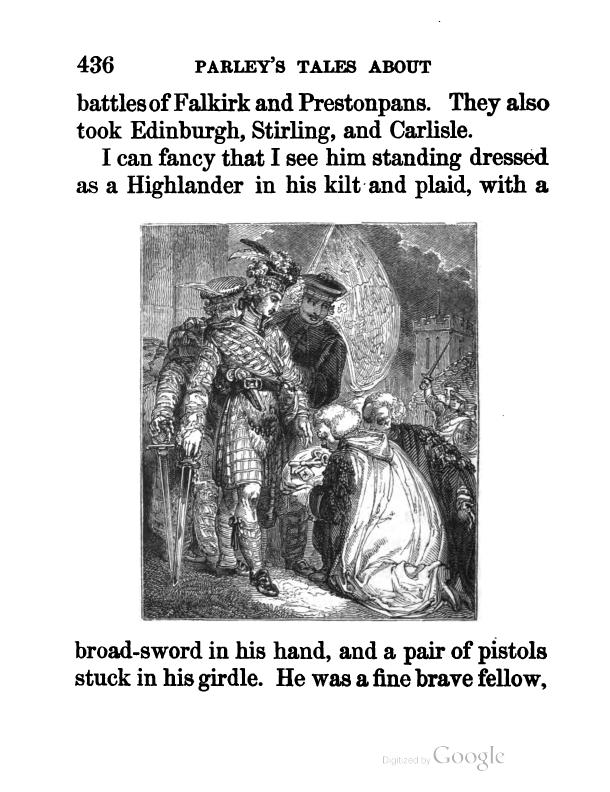 436 PARLEY'S TALES ABOUT
battles of Falkirk and Prestonpans. They also
took Edinburgh, Stirling, and Carlisle.
I can fancy that I see him standing dressed
as a Highlander in his kilt and plaid, with a
broad-sword in his hand, and a pair of pistols
stuck in his girdle. He was a fine brave fellow,
Digitized by Google